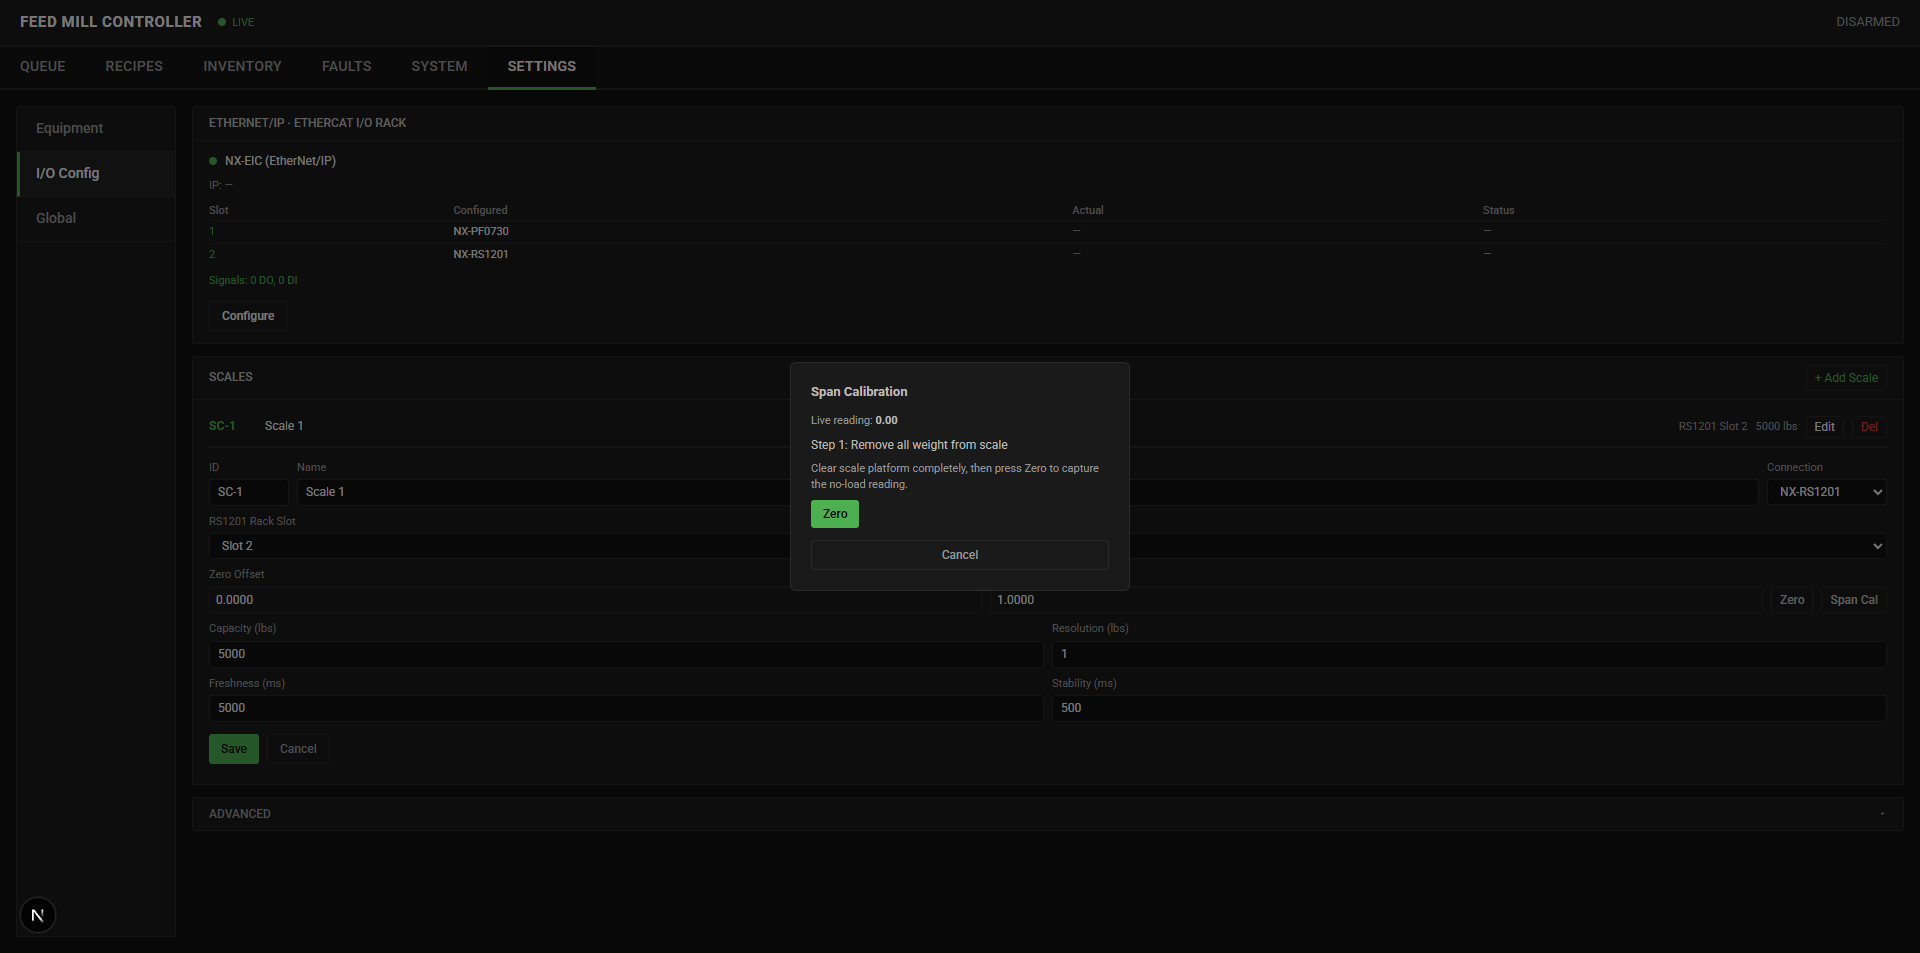 FEED MILL CONTROLLER LIVE DISARMED
QUEUE RECIPES INVENTORY FAULTS SYSTEM SETTINGS
Equipment
I/O Config
Global
ETHERNET/IP · ETHERCAT I/O RACK
NX-EIC (EtherNet/IP)
IP: —
Slot Configured Actual Status
1 NX-PF0730 — —
2 NX-RS1201 — —
Signals: 0 DO, 0 DI
Configure
SCALES + Add Scale
SC-1 Scale 1 RS1201 Slot 2 5000 lbs Edit Del
ID Name Connection
SC-1 Scale 1 NX-RS1201
RS1201 Rack Slot
Slot 2
Zero Offset
0.0000 1.0000 Zero Span Cal
Capacity (lbs) Resolution (lbs)
5000 1
Freshness (ms) Stability (ms)
5000 500
Save Cancel
ADVANCED
Span Calibration
Live reading: 0.00
Step 1: Remove all weight from scale
Clear scale platform completely, then press Zero to capture
the no-load reading.
Zero
Cancel
N